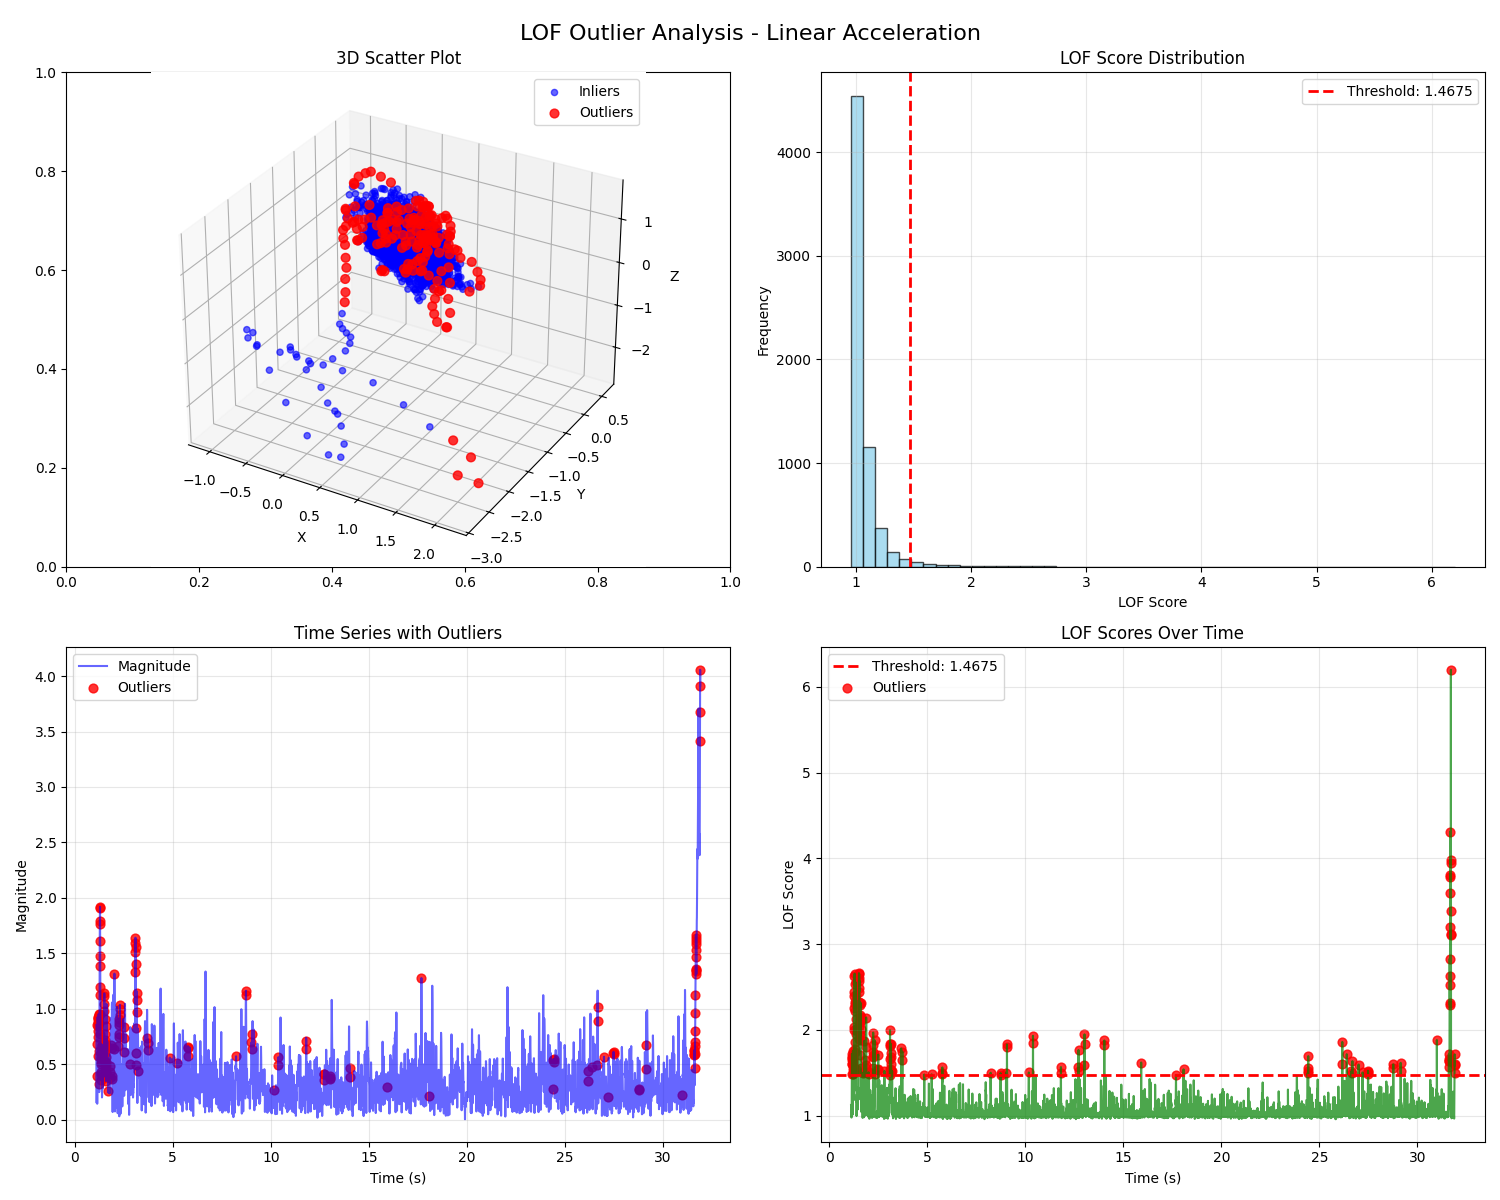 LOF Outlier Analysis - Linear Acceleration
3D Scatter Plot
Inliers
Outliers
1.0
0.8
0.6
0.4
0.2
0.0
0.0 0.2 0.4 0.6 0.8 1.0
1
0
−1
−2
Z
0.5
0.0
−0.5
−1.0
−1.5
−2.0
−2.5
−3.0
Y
−1.0
−0.5
0.0
0.5
1.0
1.5
2.0
X
LOF Score Distribution
Threshold: 1.4675
4000
3000
2000
1000
0
Frequency
1 2 3 4 5 6
LOF Score
Time Series with Outliers
Magnitude
Outliers
4.0
3.5
3.0
2.5
2.0
1.5
1.0
0.5
0.0
Magnitude
0 5 10 15 20 25 30
Time (s)
LOF Scores Over Time
Threshold: 1.4675
Outliers
6
5
4
3
2
1
LOF Score
0 5 10 15 20 25 30
Time (s)